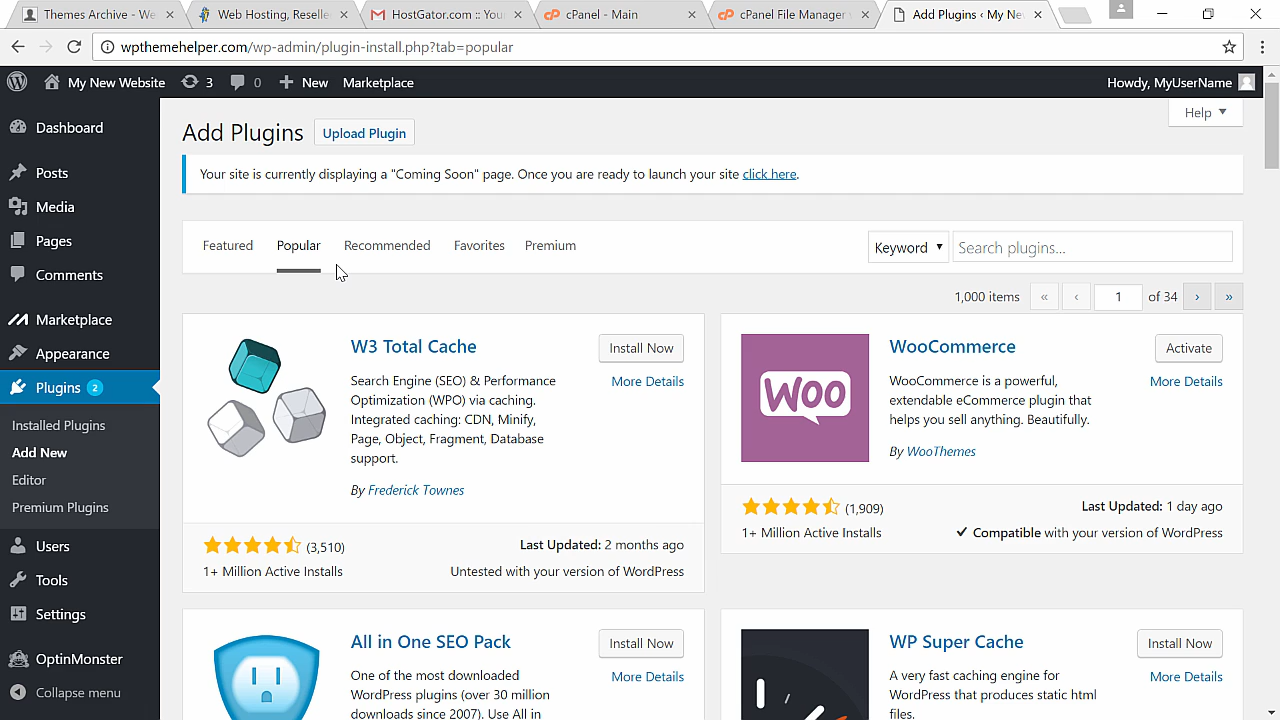 Themes Archive - We
Web Hosting, Reselle
HostGator.com :: You
cPanel - Main
cPanel File Manager
Add Plugins ‹ My Ne
wpthemehelper.com/wp-admin/plugin-install.php?tab=popular
My New Website 3 0 New Marketplace
Howdy, MyUserName
Dashboard
Posts
Media
Pages
Comments
Marketplace
Appearance
Plugins 2
Installed Plugins
Add New
Editor
Premium Plugins
Users
Tools
Settings
OptinMonster
Collapse menu
Help
Add Plugins Upload Plugin
Your site is currently displaying a "Coming Soon" page. Once you are ready to launch your site click here.
Featured Popular Recommended Favorites Premium
Keyword Search plugins...
1,000 items « ‹ 1 of 34 › »
W3 Total Cache
Install Now
More Details
Search Engine (SEO) & Performance
Optimization (WPO) via caching.
Integrated caching: CDN, Minify,
Page, Object, Fragment, Database
support.
By Frederick Townes
(3,510)
Last Updated: 2 months ago
1+ Million Active Installs
Untested with your version of WordPress
WOO
WooCommerce
Activate
More Details
WooCommerce is a powerful,
extendable eCommerce plugin that
helps you sell anything. Beautifully.
By WooThemes
(1,909)
Last Updated: 1 day ago
1+ Million Active Installs
Compatible with your version of WordPress
All in One SEO Pack
Install Now
More Details
One of the most downloaded
WordPress plugins (over 30 million
downloads since 2007). Use All in
WP Super Cache
Install Now
More Details
A very fast caching engine for
WordPress that produces static html
files.